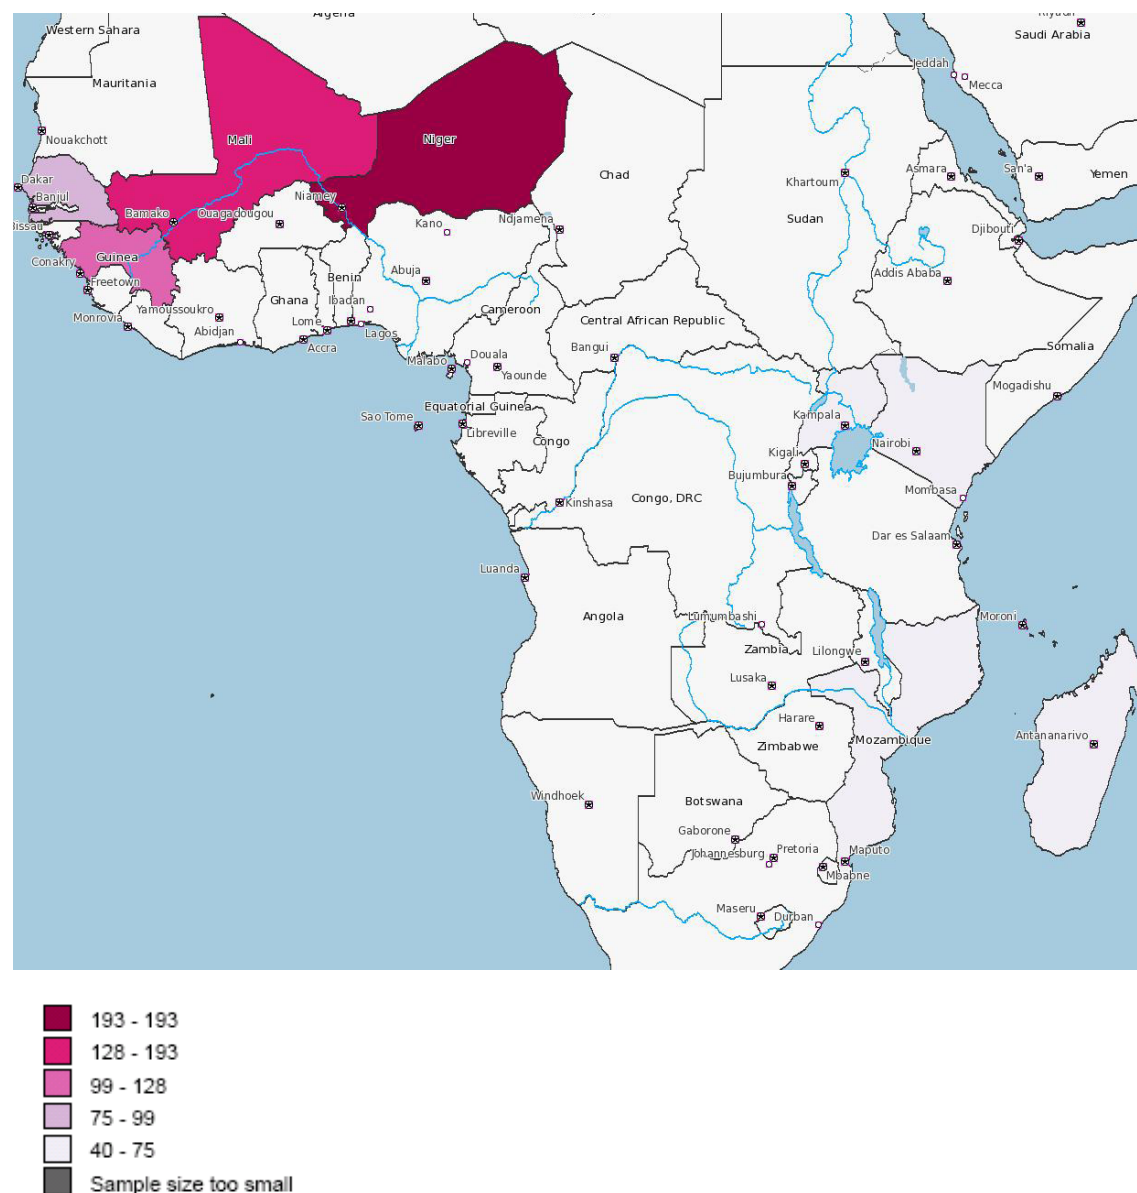 Algeria
Western Sahara
Saudi Arabia
Jeddah
Mecca
Mauritania
Nouakchott
Mali
Niger
Chad
Khartoum
Asmara
San'a
Yemen
Dakar
Banjul
Niamey
Bissau
Bamako
Ouagadougou
Kano
Ndjamena
Sudan
Djibouti
Conakry
Guinea
Freetown
Benin
Abuja
Addis Ababa
Ghana
Ibadan
Yamoussoukro
Cameroon
Monrovia
Abidjan
Lome
Lagos
Accra
Central African Republic
Bangui
Somalia
Malabo
Douala
Yaounde
Mogadishu
Equatorial Guinea
Sao Tome
Libreville
Kampala
Congo
Nairobi
Kigali
Bujumbura
Mombasa
Kinshasa
Congo, DRC
Dar es Salaam
Luanda
Angola
Lumumbashi
Moroni
Zambia
Lilongwe
Lusaka
Harare
Zimbabwe
Mozambique
Antananarivo
Windhoek
Botswana
Gaborone
Johannesburg
Pretoria
Maputo
Mbabne
Maseru
Durban
193 - 193
128 - 193
99 - 128
75 - 99
40 - 75
Sample size too small